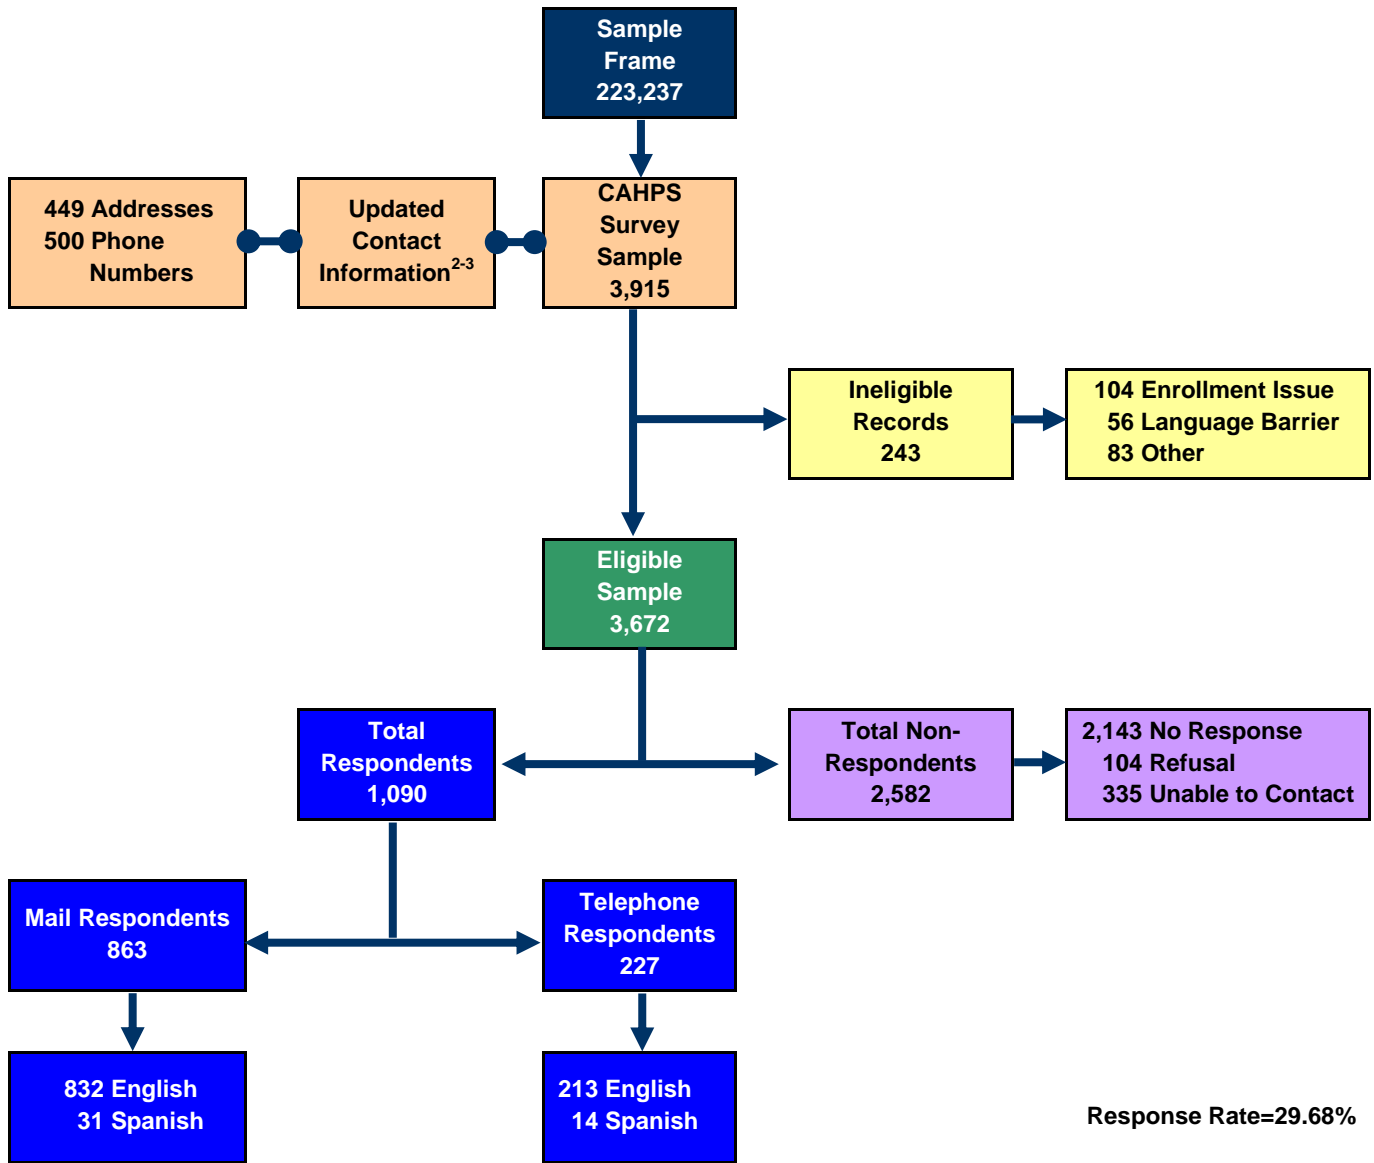 Sample
Frame
223,237
449 Addresses
500 Phone
Numbers
Updated
Contact
Information2-3
CAHPS
Survey
Sample
3,915
Ineligible
Records
243
104 Enrollment Issue
56 Language Barrier
83 Other
Eligible
Sample
3,672
Total
Respondents
1,090
Total Non-
Respondents
2,582
2,143 No Response
104 Refusal
335 Unable to Contact
Mail Respondents
863
Telephone
Respondents
227
832 English
31 Spanish
213 English
14 Spanish
Response Rate=29.68%